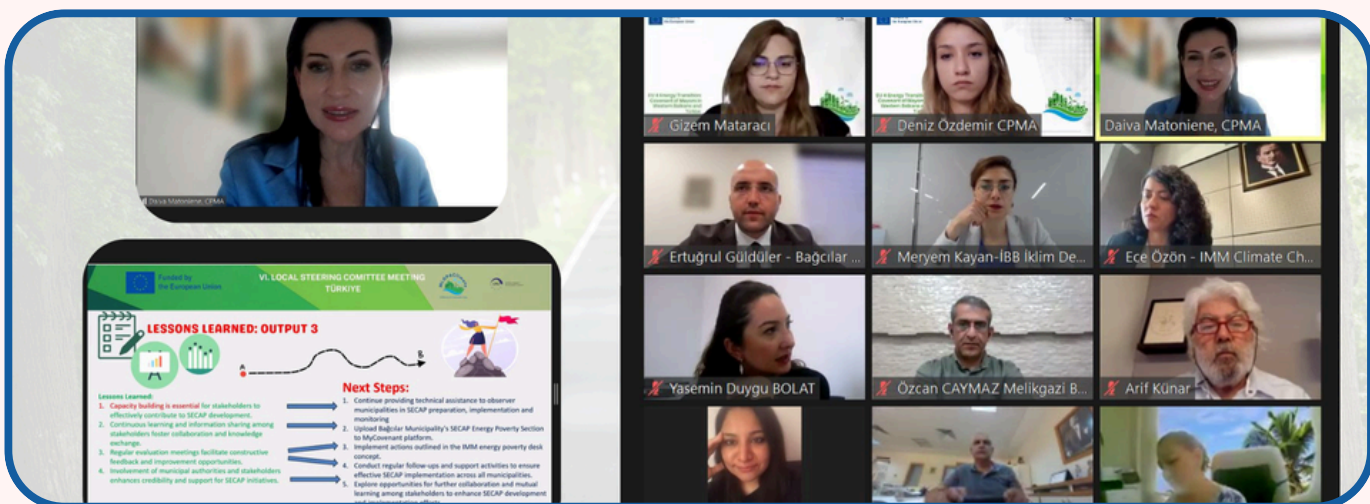 Daiva Matoniene, CPMA
Funded by
the European Union
VI. LOCAL STEERING COMITTEE MEETING
TÜRKİYE
LESSONS LEARNED: OUTPUT 3
A
B
Lessons Learned:
1. Capacity building is essential for stakeholders to
effectively contribute to SECAP development.
2. Continuous learning and information sharing among
stakeholders foster collaboration and knowledge
exchange.
3. Regular evaluation meetings facilitate constructive
feedback and improvement opportunities.
4. Involvement of municipal authorities and stakeholders
enhances credibility and support for SECAP initiatives.
Next Steps:
1. Continue providing technical assistance to observer
municipalities in SECAP preparation, implementation and
monitoring
2. Upload Bağcılar Municipality's SECAP Energy Poverty Section
to MyCovenant platform.
3. Implement actions outlined in the IMM energy poverty desk
concept.
4. Conduct regular follow-ups and support activities to ensure
effective SECAP implementation across all municipalities.
5. Explore opportunities for further collaboration and mutual
learning among stakeholders to enhance SECAP development
and implementation efforts
Gizem Mataracı
Deniz Özdemir CPMA
Daiva Matoniene, CPMA
Ertuğrul Güldüler - Bağcılar ...
Meryem Kayan-İBB İklim De...
Ece Özön - IMM Climate Ch...
Yasemin Duygu BOLAT
Özcan CAYMAZ Melikgazi B...
Arif Künar